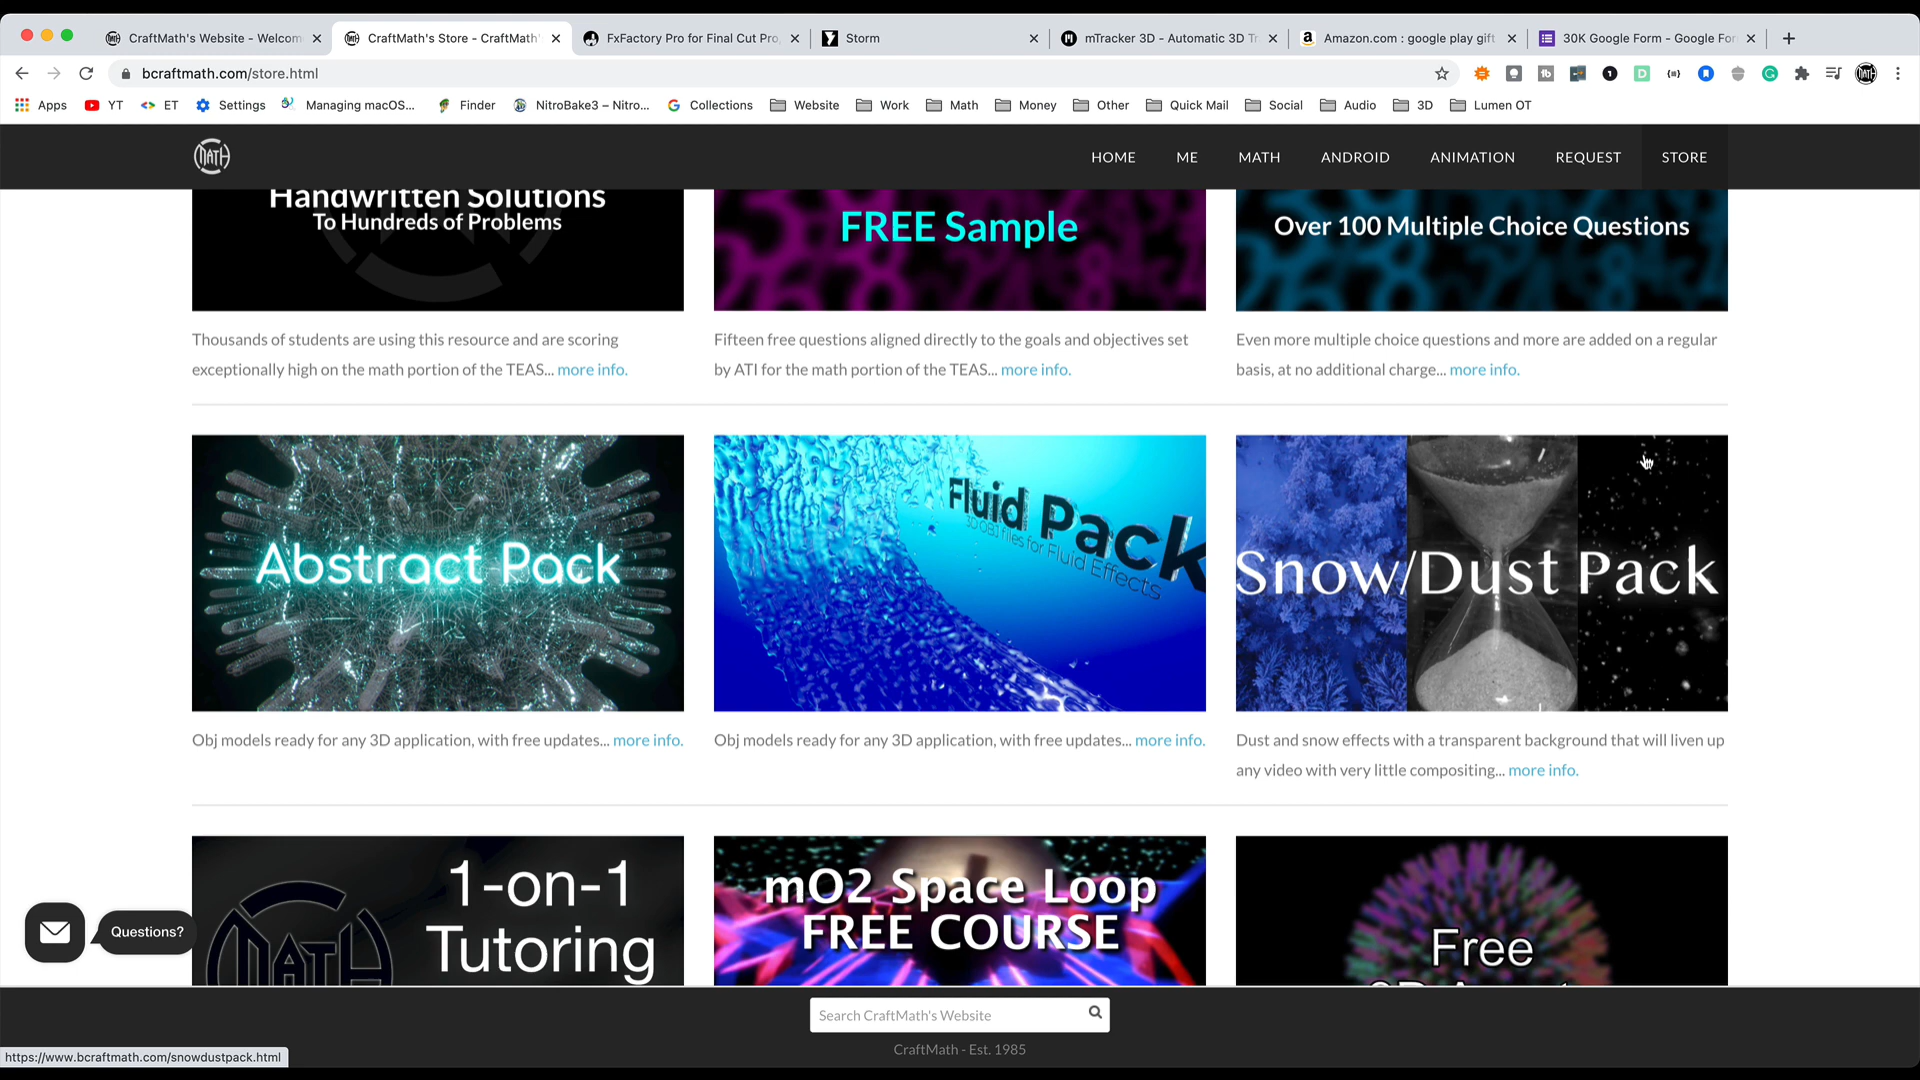 CraftMath's Website - Welcom
CraftMath's Store - CraftMath'
FxFactory Pro for Final Cut Pro,
Storm
mTracker 3D - Automatic 3D Tr
Amazon.com : google play gift
30K Google Form - Google For
bcraftmath.com/store.html
Apps
YT
ET
Settings
Managing macOS...
Finder
NitroBake3 – Nitro...
Collections
Website
Work
Math
Money
Other
Quick Mail
Social
Audio
3D
Lumen OT
MATH
HOME
ME
MATH
ANDROID
ANIMATION
REQUEST
STORE
Handwritten Solutions
To Hundreds of Problems
FREE Sample
Over 100 Multiple Choice Questions
Thousands of students are using this resource and are scoring
exceptionally high on the math portion of the TEAS... more info.
Fifteen free questions aligned directly to the goals and objectives set
by ATI for the math portion of the TEAS... more info.
Even more multiple choice questions and more are added on a regular
basis, at no additional charge... more info.
Abstract Pack
Fluid Pack
3D OBJ files for Fluid Effects
Snow/Dust Pack
Obj models ready for any 3D application, with free updates... more info.
Obj models ready for any 3D application, with free updates... more info.
Dust and snow effects with a transparent background that will liven up
any video with very little compositing... more info.
1-on-1
Tutoring
MATH
mO2 Space Loop
FREE COURSE
Free
Questions?
Search CraftMath's Website
CraftMath - Est. 1985
https://www.bcraftmath.com/snowdustpack.html